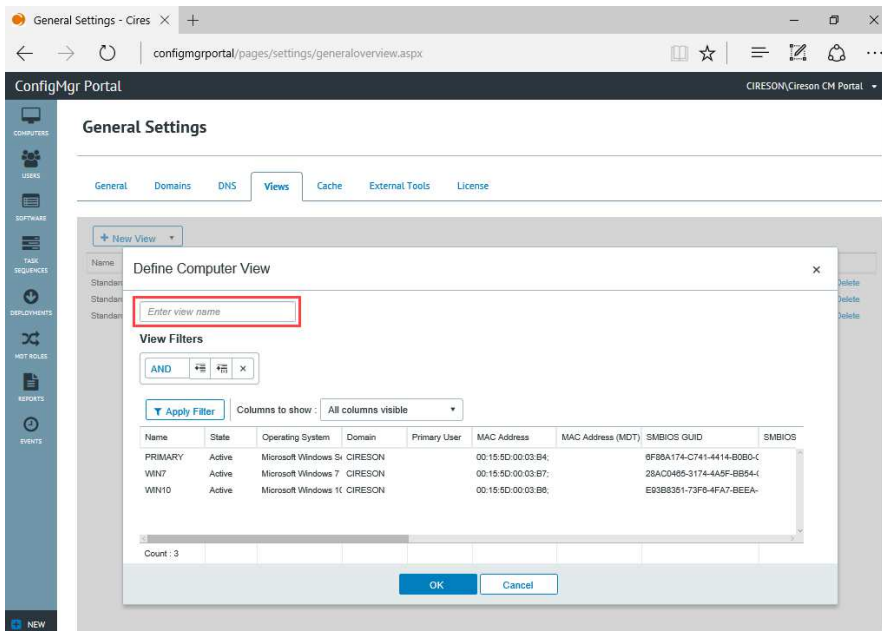 General Settings - Cires
configmgrportal/pages/settings/generaloverview.aspx
ConfigMgr Portal
CIRESON\Cireson CM Portal
COMPUTERS
USERS
SOFTWARE
TASK SEQUENCES
DEPLOYMENTS
MDT ROLES
REPORTS
EVENTS
NEW
General Settings
General Domains DNS Views Cache External Tools License
+ New View
Name
Standar Delete
Standar Delete
Standar Delete
Define Computer View
Enter view name
View Filters
AND
Apply Filter Columns to show : All columns visible
Name State Operating System Domain Primary User MAC Address MAC Address (MDT) SMBIOS GUID SMBIOS
PRIMARY Active Microsoft Windows Se CIRESON 00:15:5D:00:03:B4; 6F86A174-C741-4414-B0B0-
WIN7 Active Microsoft Windows 7 CIRESON 00:15:5D:00:03:B7; 28AC0465-3174-4A5F-BB54-
WIN10 Active Microsoft Windows 10 CIRESON 00:15:5D:00:03:B6; E93B8351-73F6-4FA7-BEEA-
Count : 3
OK Cancel